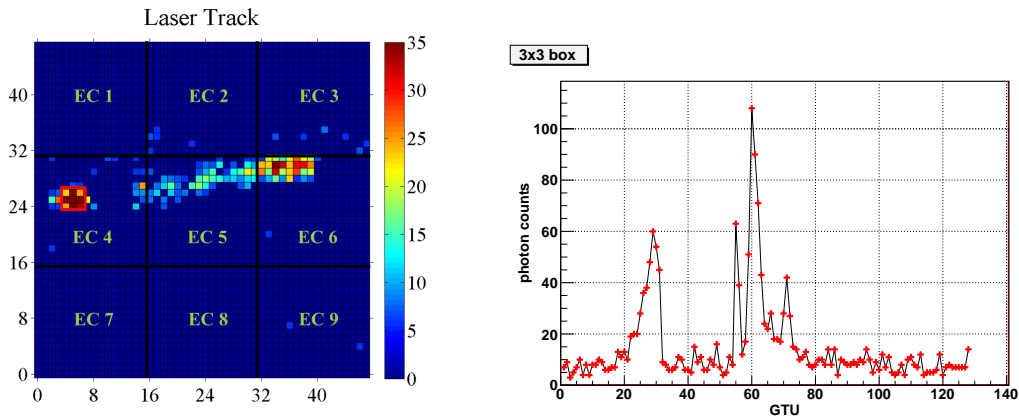 Laser Track
EC 1 EC 2 EC 3
EC 4 EC 5 EC 6
EC 7 EC 8 EC 9
40
32
24
16
8
0
0 8 16 24 32 40
35
30
25
20
15
10
5
0
3x3 box
photon counts
100
80
60
40
20
0
0 20 40 60 80 100 120 140
GTU